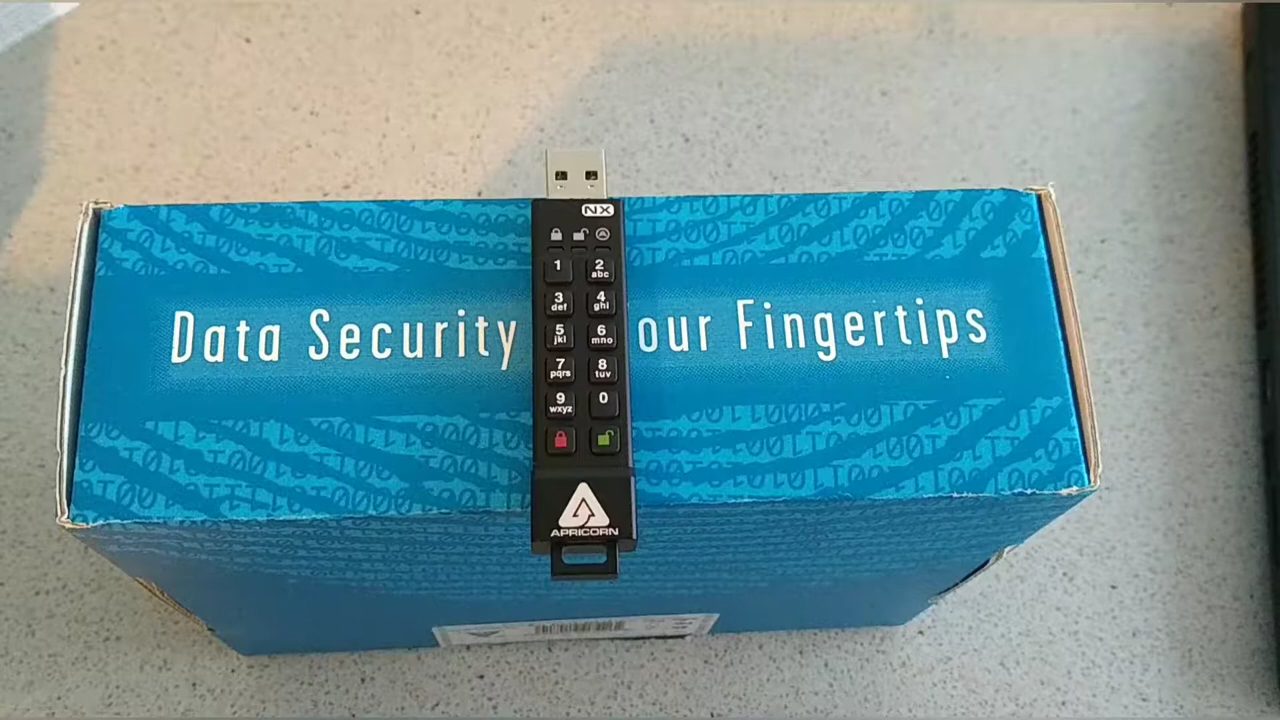 NX
1
2
abc
3
def
4
ghi
5
jkl
6
mno
7
pqrs
8
tuv
9
wxyz
0
Data Security our Fingertips
APRICORN